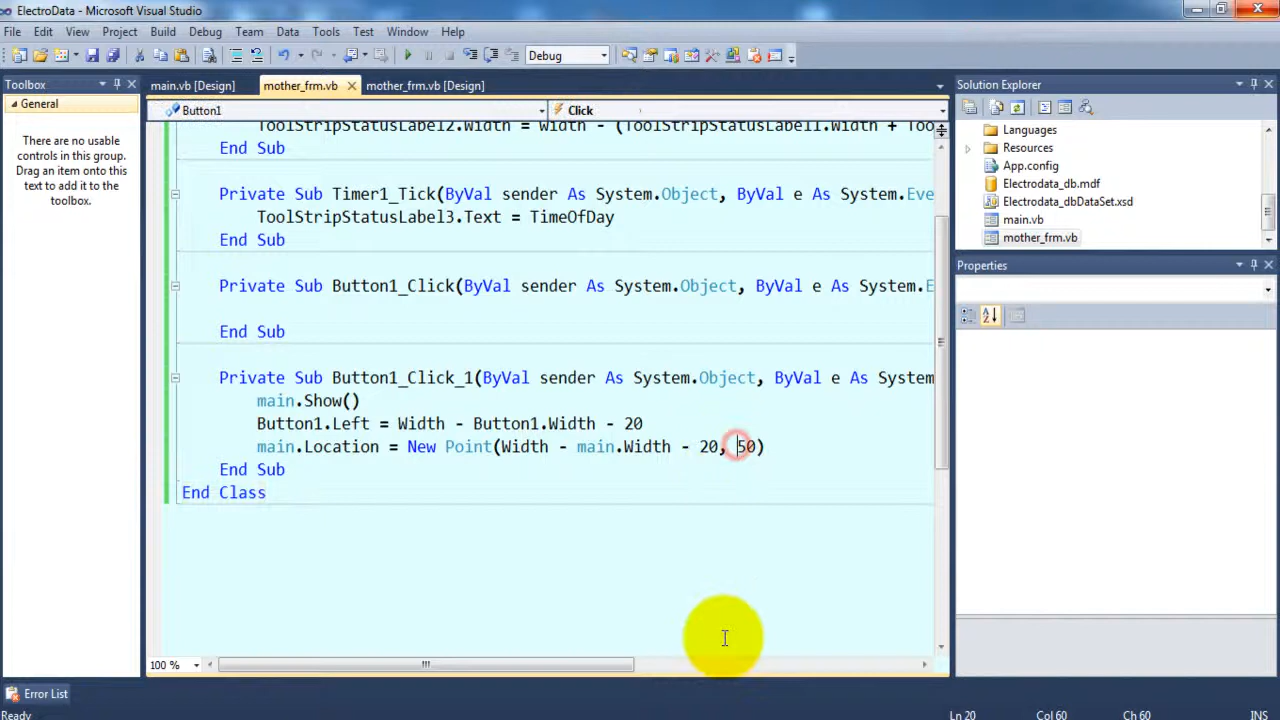 ElectroData - Microsoft Visual Studio
File Edit View Project Build Debug Team Data Tools Test Window Help
Debug
Toolbox
main.vb [Design] mother_frm.vb mother_frm.vb [Design]
Solution Explorer
General
Button1 Click
There are no usable
controls in this group.
Drag an item onto this
text to add it to the
toolbox.
ToolStripStatusLabel2.Width = Width - (ToolStripStatusLabel1.Width + Too
End Sub
Private Sub Timer1_Tick(ByVal sender As System.Object, ByVal e As System.Eve
ToolStripStatusLabel3.Text = TimeOfDay
End Sub
Private Sub Button1_Click(ByVal sender As System.Object, ByVal e As System.E
End Sub
Private Sub Button1_Click_1(ByVal sender As System.Object, ByVal e As System
main.Show()
Button1.Left = Width - Button1.Width - 20
main.Location = New Point(Width - main.Width - 20, 50)
End Sub
End Class
100 %
Languages
Resources
App.config
Electrodata_db.mdf
Electrodata_dbDataSet.xsd
main.vb
mother_frm.vb
Properties
Error List
Ready Ln 20 Col 60 Ch 60 INS